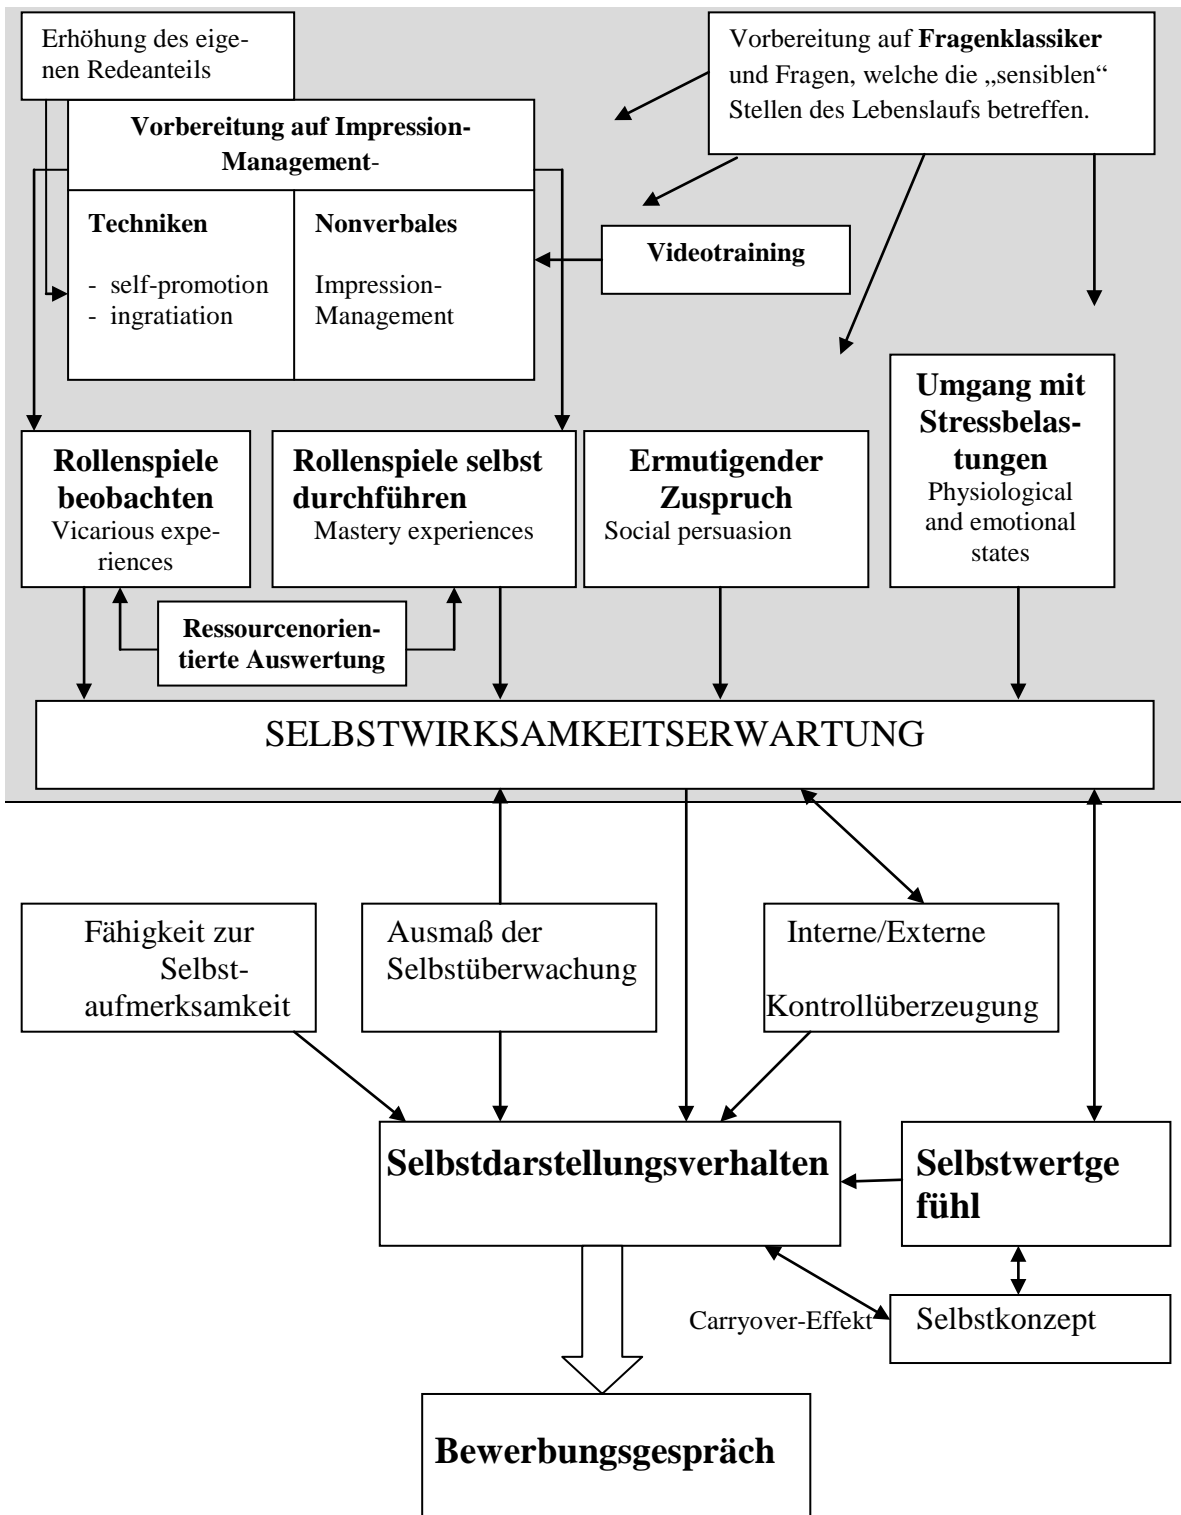 Erhöhung des eige-
nen Redeanteils
Vorbereitung auf Fragenklassiker
und Fragen, welche die „sensiblen“
Stellen des Lebenslaufs betreffen.
Vorbereitung auf Impression-
Management-
Techniken
- self-promotion
- ingratiation
Nonverbales
Impression-
Management
Videotraining
Rollenspiele
beobachten
Vicarious expe-
riences
Rollenspiele selbst
durchführen
Mastery experiences
Ermutigender
Zuspruch
Social persuasion
Umgang mit
Stressbelas-
tungen
Physiological
and emotional
states
Ressourcenorien-
tierte Auswertung
SELBSTWIRKSAMKEITSERWARTUNG
Fähigkeit zur
Selbst-
aufmerksamkeit
Ausmaß der
Selbstüberwachung
Interne/Externe
Kontrollüberzeugung
Selbstdarstellungsverhalten
Selbstwertge
fühl
Carryover-Effekt
Selbstkonzept
Bewerbungsgespräch